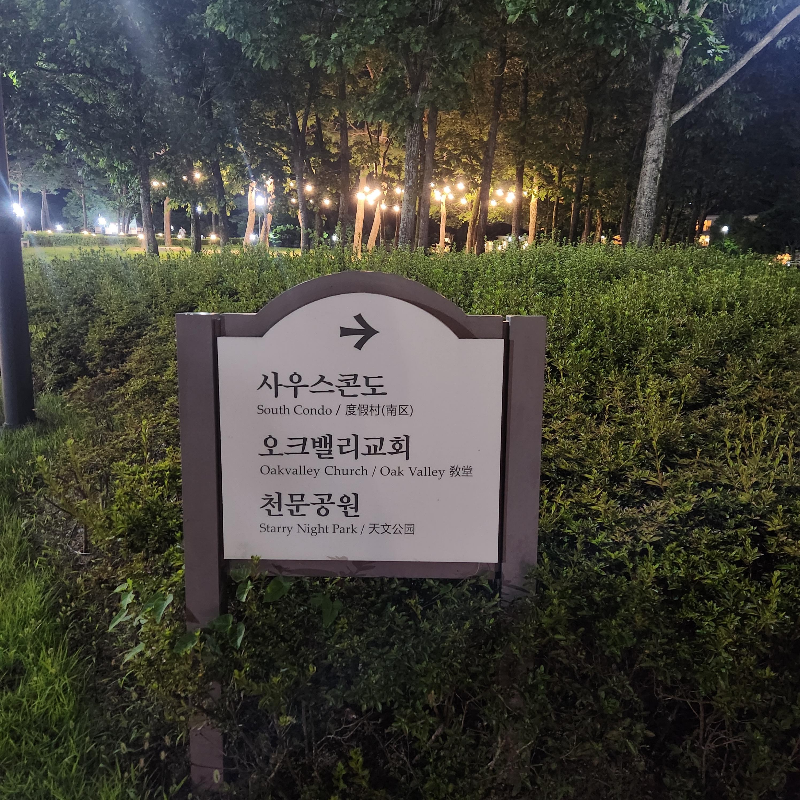 사우스콘도
South Condo / 度假村(南区)
오크밸리교회
Oakvalley Church / Oak Valley 敎堂
천문공원
Starry Night Park / 天文公园